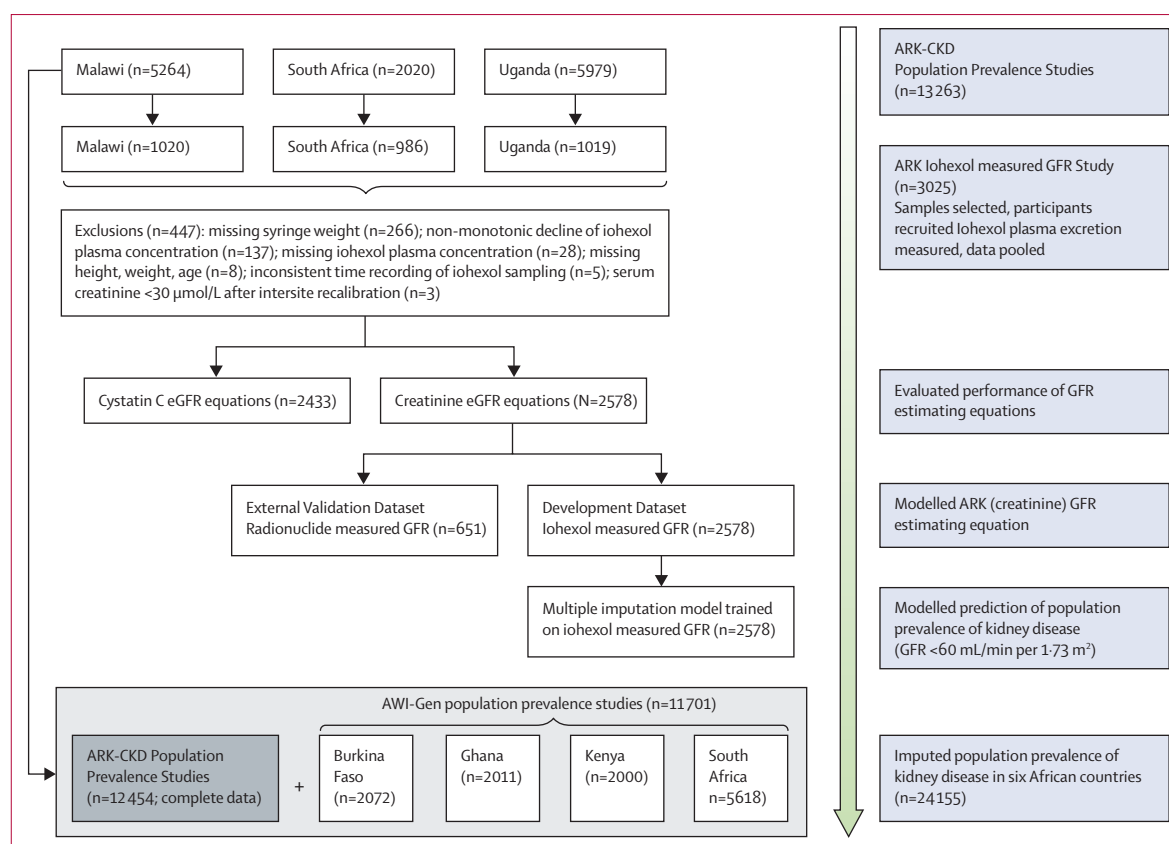 Malawi (n=5264)
South Africa (n=2020)
Uganda (n=5979)
ARK-CKD
Population Prevalence Studies
(n=13 263)
Malawi (n=1020)
South Africa (n=986)
Uganda (n=1019)
ARK Iohexol measured GFR Study
(n=3025)
Samples selected, participants
recruited Iohexol plasma excretion
measured, data pooled
Exclusions (n=447): missing syringe weight (n=266); non-monotonic decline of iohexol
plasma concentration (n=137); missing iohexol plasma concentration (n=28); missing
height, weight, age (n=8); inconsistent time recording of iohexol sampling (n=5); serum
creatinine <30 μmol/L after intersite recalibration (n=3)
Cystatin C eGFR equations (n=2433)
Creatinine eGFR equations (N=2578)
Evaluated performance of GFR
estimating equations
External Validation Dataset
Radionuclide measured GFR (n=651)
Development Dataset
Iohexol measured GFR (n=2578)
Modelled ARK (creatinine) GFR
estimating equation
Multiple imputation model trained
on iohexol measured GFR (n=2578)
Modelled prediction of population
prevalence of kidney disease
(GFR <60 mL/min per 1·73 m²)
AWI-Gen population prevalence studies (n=11 701)
ARK-CKD Population
Prevalence Studies
(n=12 454; complete data)
+
Burkina
Faso
(n=2072)
Ghana
(n=2011)
Kenya
(n=2000)
South
Africa
n=5618)
Imputed population prevalence of
kidney disease in six African countries
(n=24 155)